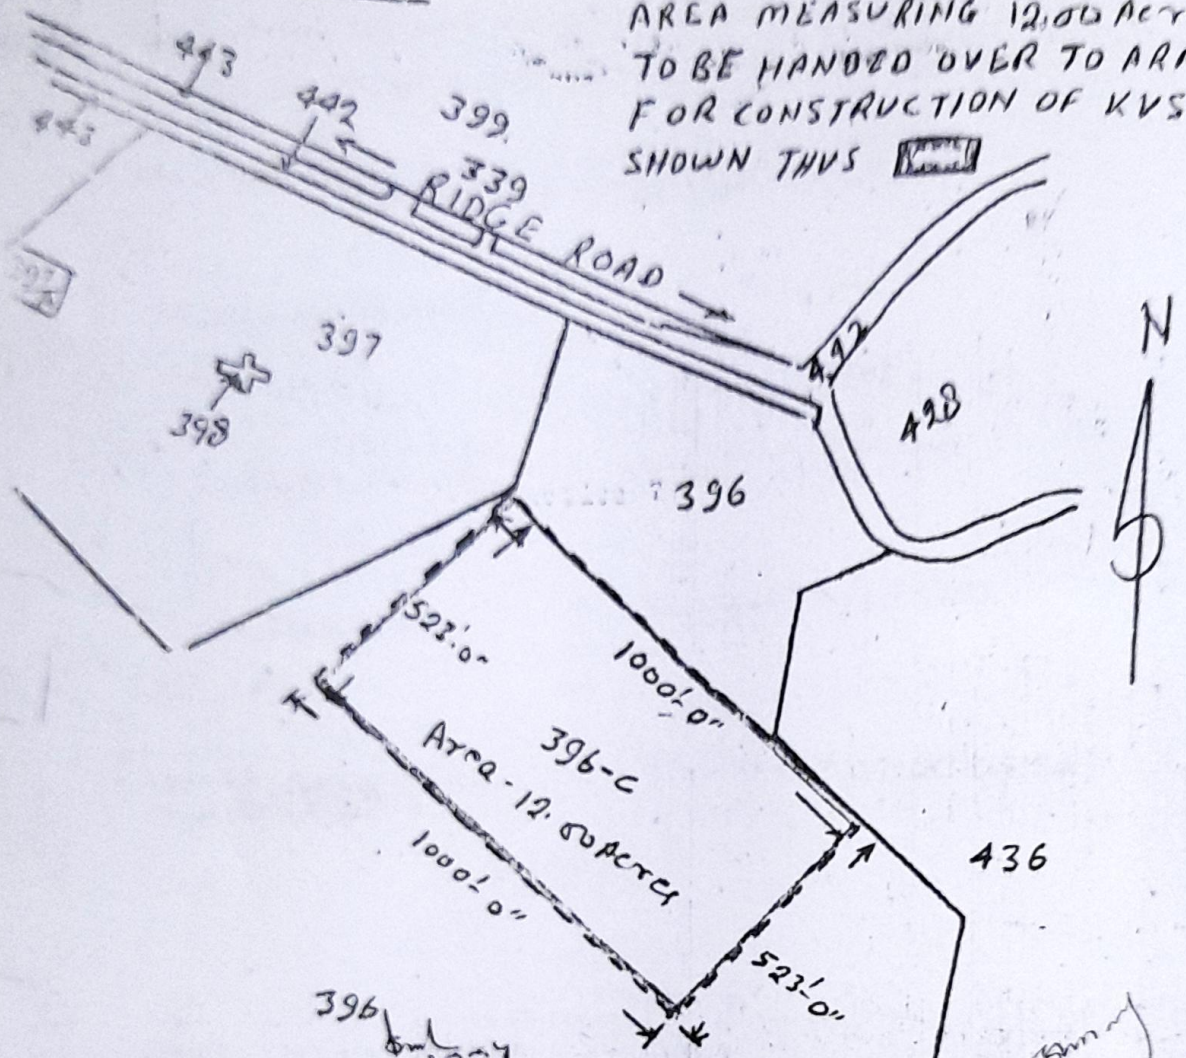 AREA MEASURING 12.00 Acr
TO BE HANDED OVER TO AR
FOR CONSTRUCTION OF KVS
SHOWN THUS
443
442
399.
443
339
RIDGE ROAD
397
398
492
428
N
396
523'-0"
1000'-0"
396-C
Area - 12.00 Acres
1000'-0"
436
523'-0"
396